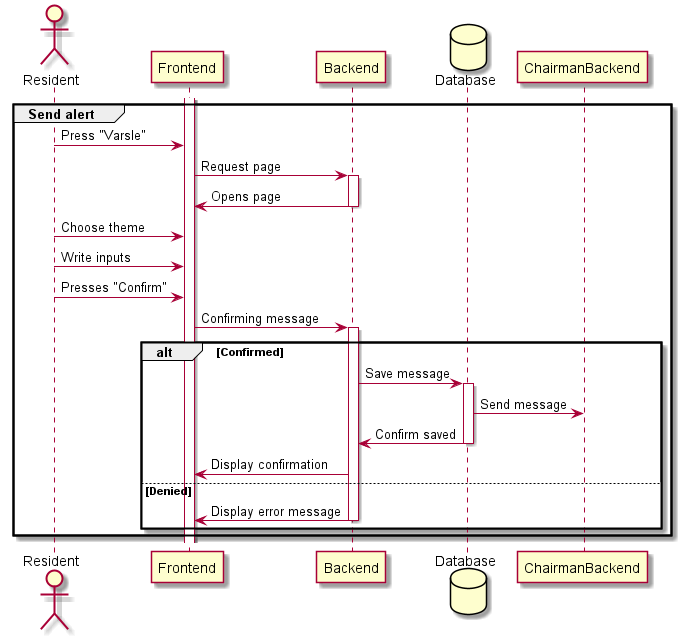 Resident
Frontend
Backend
Database
ChairmanBackend
Send alert
Press "Varsle"
Request page
Opens page
Choose theme
Write inputs
Presses "Confirm"
Confirming message
alt [Confirmed]
Save message
Send message
Confirm saved
Display confirmation
[Denied]
Display error message
Resident
Frontend
Backend
Database
ChairmanBackend